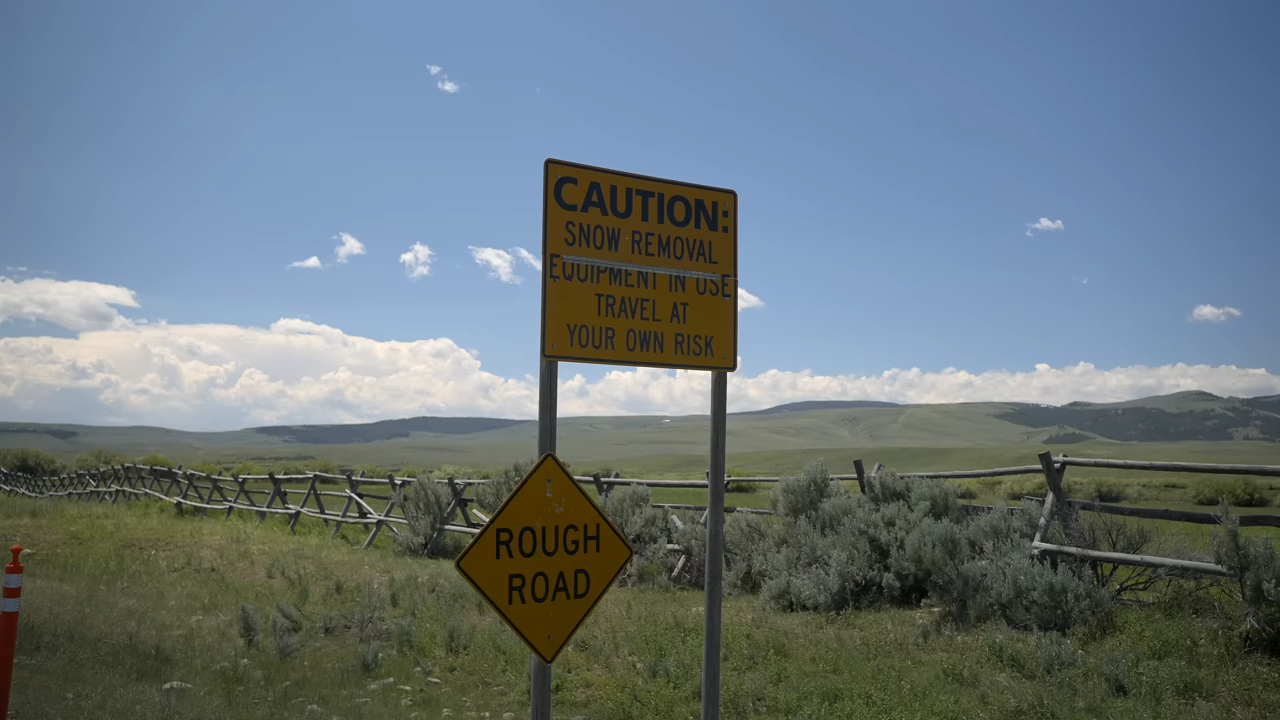 CAUTION:
SNOW REMOVAL
EQUIPMENT IN USE
TRAVEL AT
YOUR OWN RISK
ROUGH
ROAD